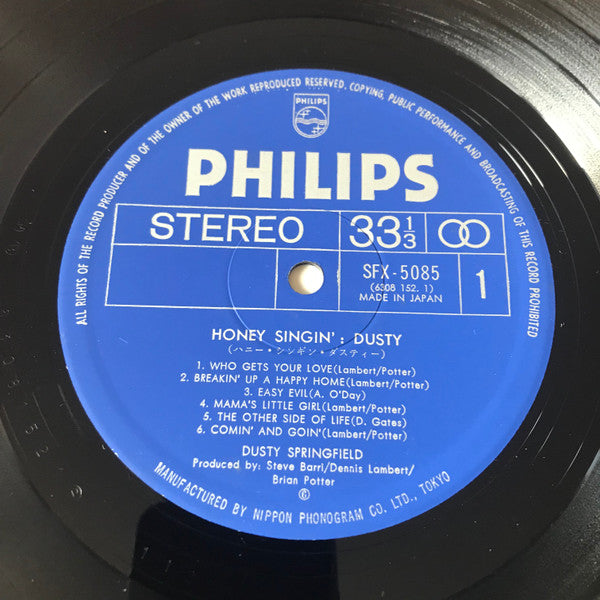 ALL RIGHTS OF THE RECORD PRODUCER AND OF THE OWNER OF THE WORK REPRODUCED RESERVED. COPYING, PUBLIC PERFORMANCE AND BROADCASTING OF THIS RECORD PROHIBITED
PHILIPS
PHILIPS
STEREO 33 1/3
SFX-5085
(6308 152. 1)
MADE IN JAPAN
1
HONEY SINGIN' : DUSTY
(ハニー・シンギン・ダスティー)
1. WHO GETS YOUR LOVE(Lambert/Potter)
2. BREAKIN' UP A HAPPY HOME(Lambert/Potter)
3. EASY EVIL(A. O'Day)
4. MAMA'S LITTLE GIRL(Lambert/Potter)
5. THE OTHER SIDE OF LIFE(D. Gates)
6. COMIN' AND GOIN'(Lambert/Potter)
DUSTY SPRINGFIELD
Produced by: Steve Barri/Dennis Lambert/
Brian Potter
Ⓟ
MANUFACTURED BY NIPPON PHONOGRAM CO. LTD., TOKYO